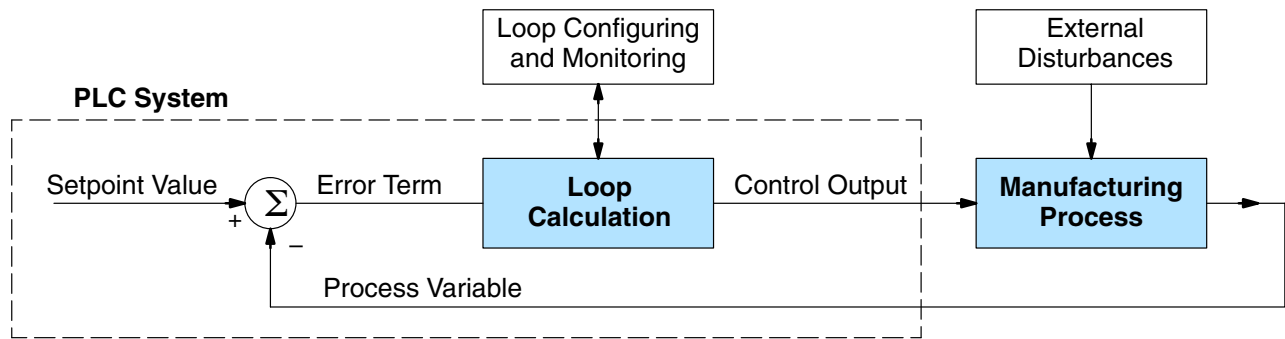 Loop Configuring
and Monitoring
External
Disturbances
PLC System
Setpoint Value
+
Σ
−
Error Term
Loop
Calculation
Control Output
Manufacturing
Process
Process Variable